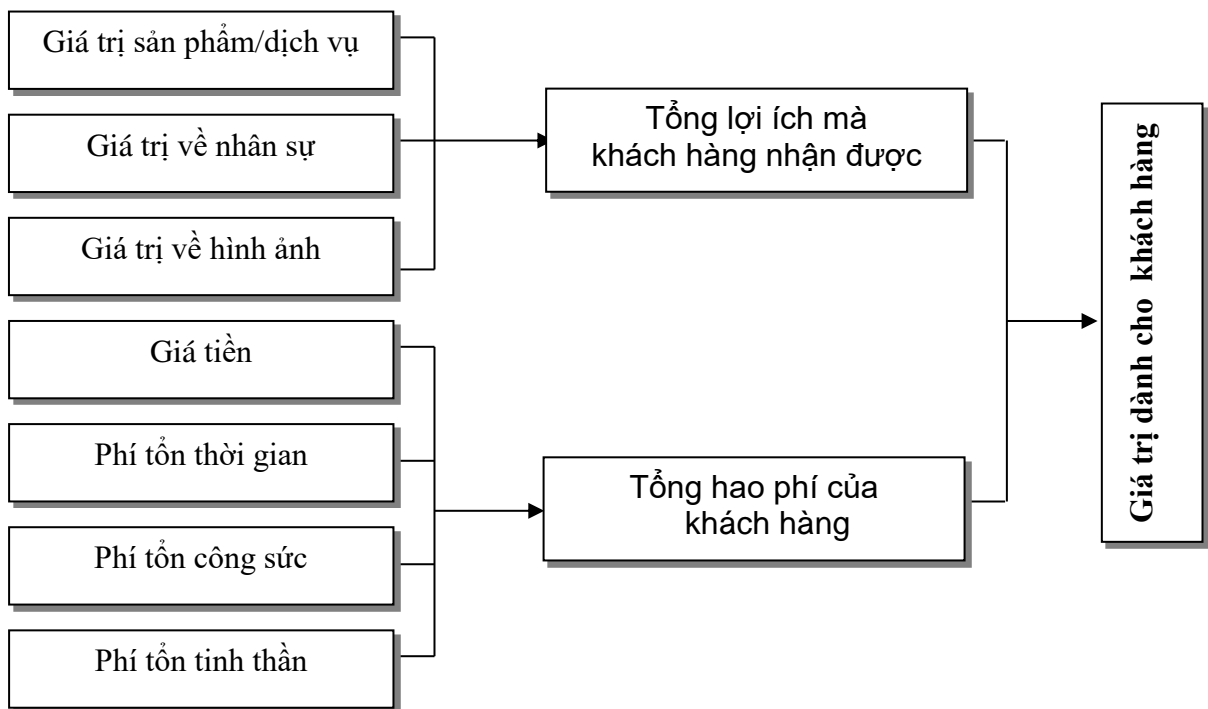 Giá trị sản phẩm/dịch vụ
Giá trị về nhân sự
Giá trị về hình ảnh
Giá tiền
Phí tổn thời gian
Phí tổn công sức
Phí tổn tinh thần
Tổng lợi ích mà
khách hàng nhận được
Tổng hao phí của
khách hàng
Giá trị dành cho khách hàng